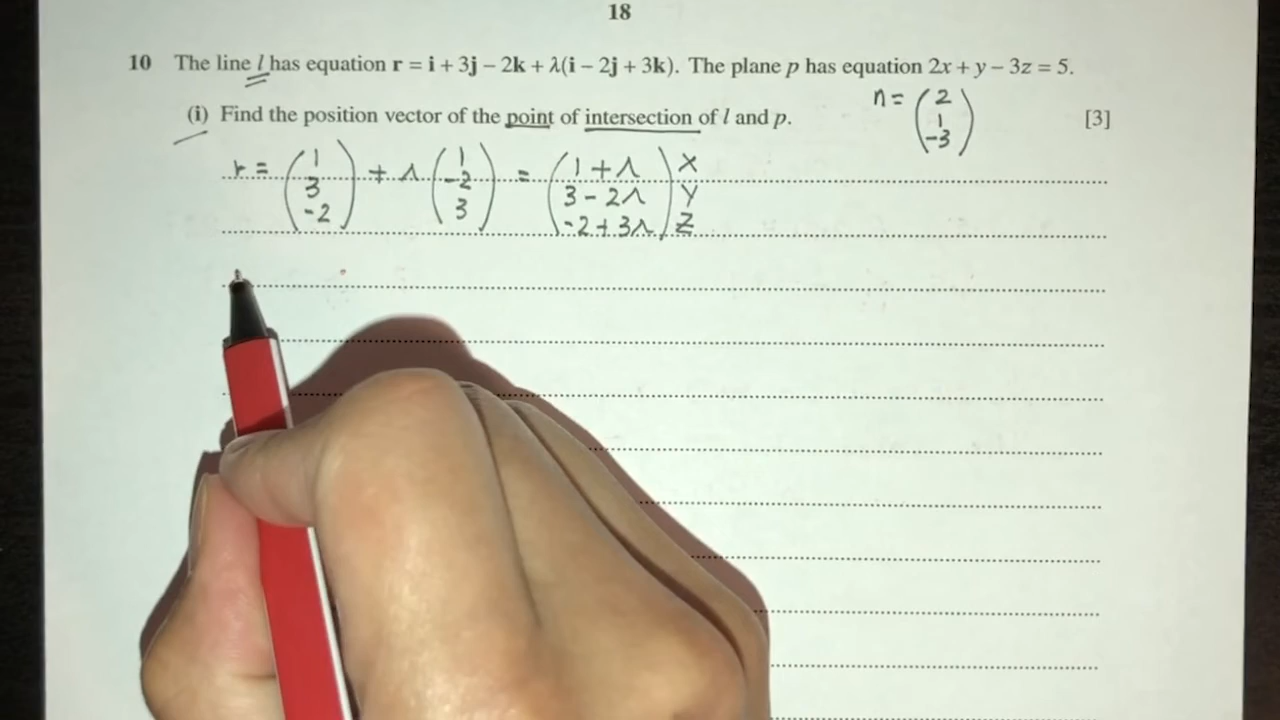 18
10 The line l has equation r = i + 3j − 2k + λ(i − 2j + 3k). The plane p has equation 2x + y − 3z = 5.
(i) Find the position vector of the point of intersection of l and p. [3]
n = (2 1 -3)
r = (1 3 -2) + λ (1 -2 3) = (1 + λ 3 - 2λ -2 + 3λ) x y z